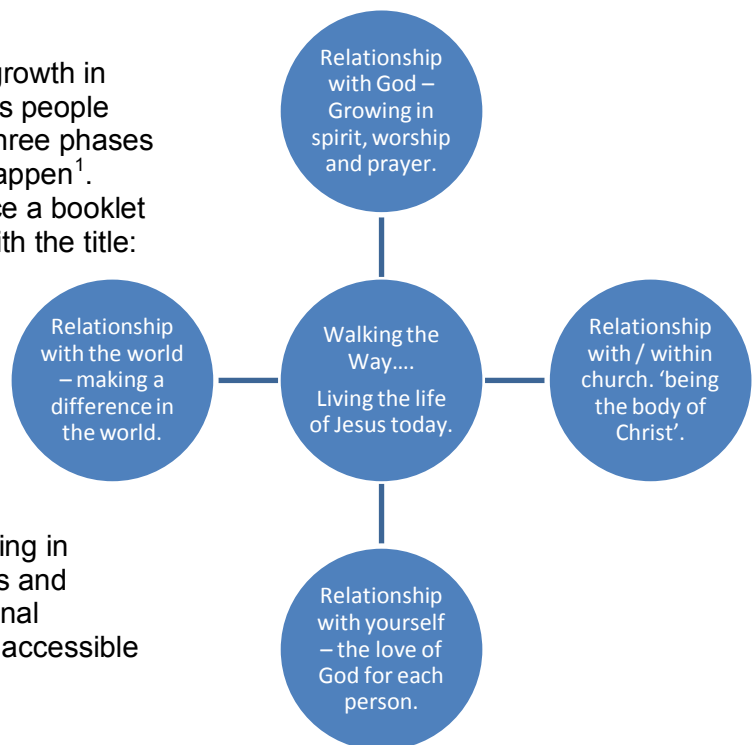 growth in
s people
three phases
appen¹.
ce a booklet
ith the title:
ing in
s and
nal
accessible
Relationship
with God –
Growing in
spirit, worship
and prayer.
Relationship
with the world
– making a
difference in
the world.
Walking the
Way....
Living the life
of Jesus today.
Relationship
with / within
church. ‘being
the body of
Christ’.
Relationship
with yourself
– the love of
God for each
person.